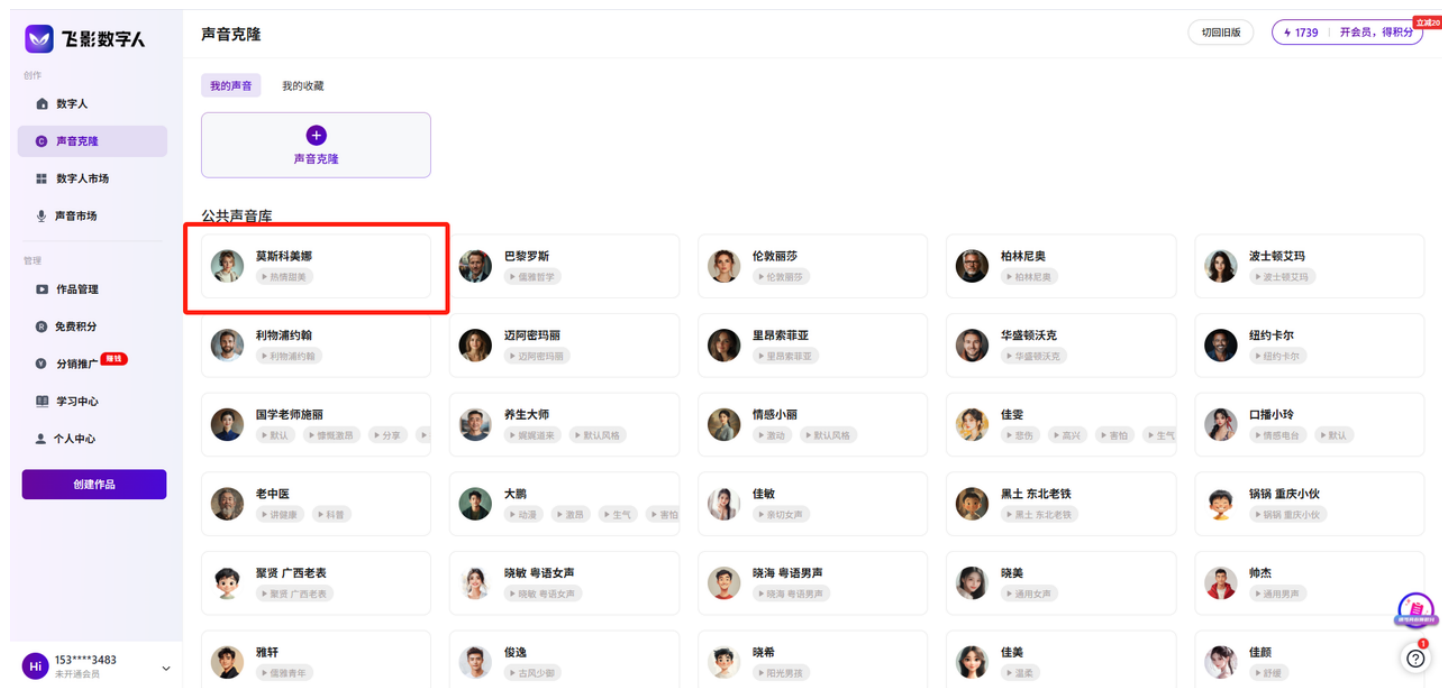 飞影数字人
创作
数字人
声音克隆
数字人市场
声音市场
管理
作品管理
免费积分
分销推广 赚钱
学习中心
个人中心
创建作品
Hi 153****3483
未开通会员
声音克隆
切回旧版
1739 | 开会员，得积分
立减20
我的声音 我的收藏
声音克隆
公共声音库
莫斯科美娜
热情甜美
巴黎罗斯
儒雅哲学
伦敦丽莎
伦敦丽莎
柏林尼奥
柏林尼奥
波士顿艾玛
波士顿艾玛
利物浦约翰
利物浦约翰
迈阿密玛丽
迈阿密玛丽
里昂索菲亚
里昂索菲亚
华盛顿沃克
华盛顿沃克
纽约卡尔
纽约卡尔
国学老师施丽
默认 慷慨激昂 分享
养生大师
娓娓道来 默认风格
情感小丽
激动 默认风格
佳雯
悲伤 高兴 害怕 生气
口播小玲
情感电台 默认
老中医
讲健康 科普
大鹏
动漫 激昂 生气 害怕
佳敏
亲切女声
黑土 东北老铁
黑土 东北老铁
锅锅 重庆小伙
锅锅 重庆小伙
聚贤 广西老表
聚贤 广西老表
晓敏 粤语女声
晓敏 粤语女声
晓海 粤语男声
晓海 粤语男声
晓美
通用女声
帅杰
通用男声
雅轩
儒雅青年
俊逸
古风少御
晓希
阳光男孩
佳美
温柔
佳颜
舒缓
1